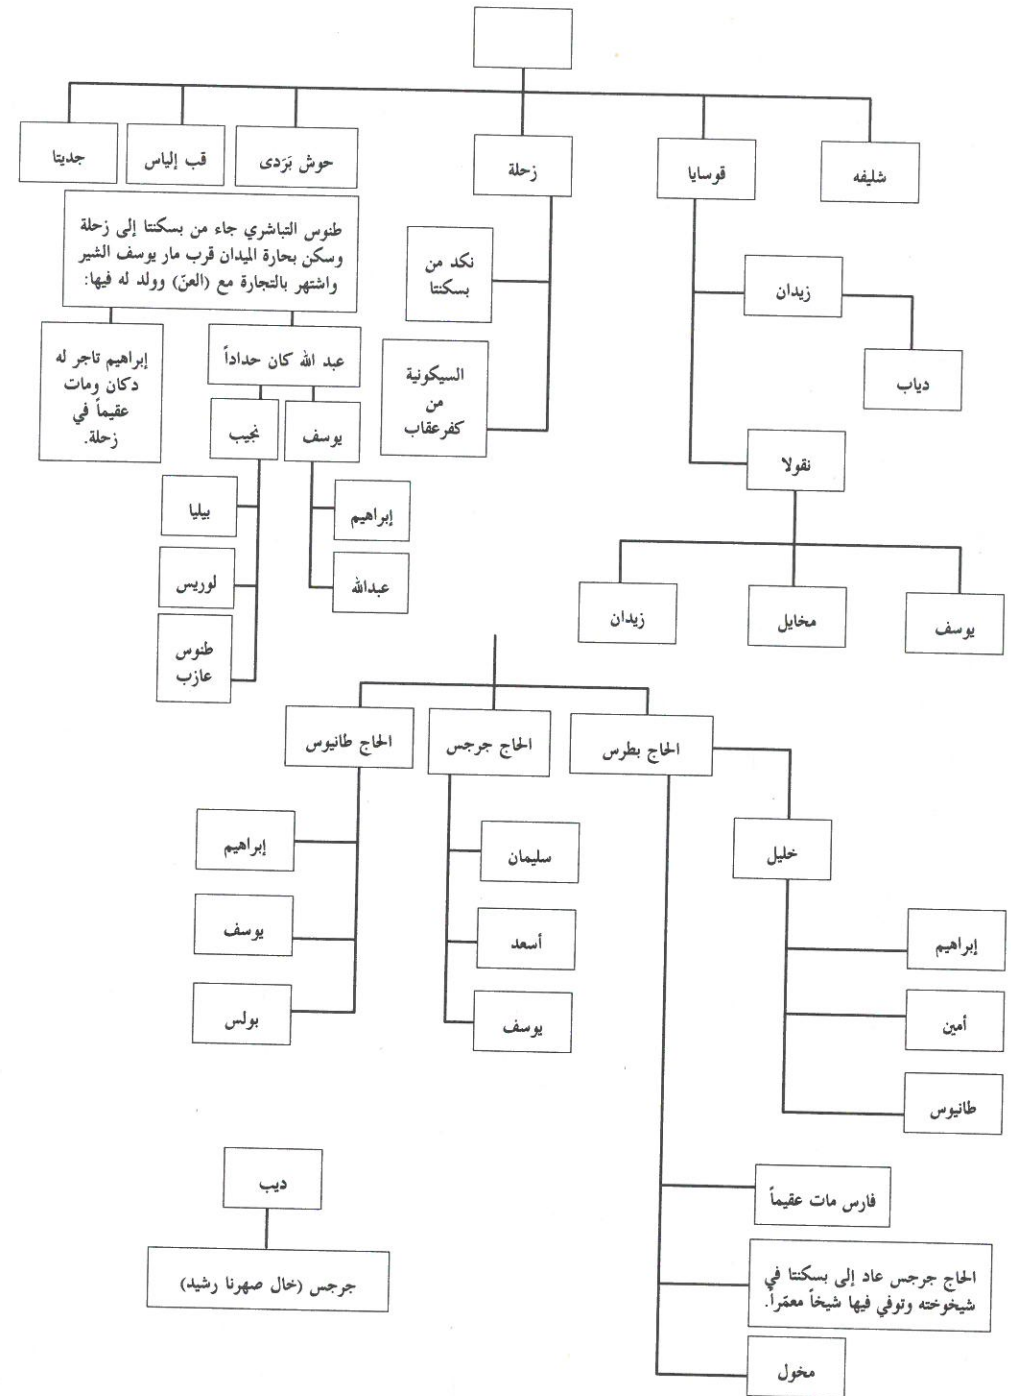 شليفه
قوسايا
زحلة
حوش بَرَدى
قب إلياس
جديتا
زيدان
دياب
نقولا
يوسف
مخايل
زيدان
نكد من
بسكنتا
السيكونية
من
كفرعقاب
طنوس التباشري جاء من بسكنتا إلى زحلة
وسكن بحارة الميدان قرب مار يوسف الشير
واشتهر بالتجارة مع (العنّ) وولد له فيها:
عبد الله كان حداداً
إبراهيم تاجر له
دكان ومات
عقيماً في
زحلة.
يوسف
نجيب
إبراهيم
عبدالله
بيليا
لوريس
طنوس
عازب
الحاج بطرس
الحاج جرجس
الحاج طانيوس
خليل
إبراهيم
أمين
طانيوس
فارس مات عقيماً
الحاج جرجس عاد إلى بسكنتا في
شيخوخته وتوفي فيها شيخاً معمّراً.
مخول
سليمان
أسعد
يوسف
إبراهيم
يوسف
بولس
ديب
جرجس (خال صهرنا رشيد)